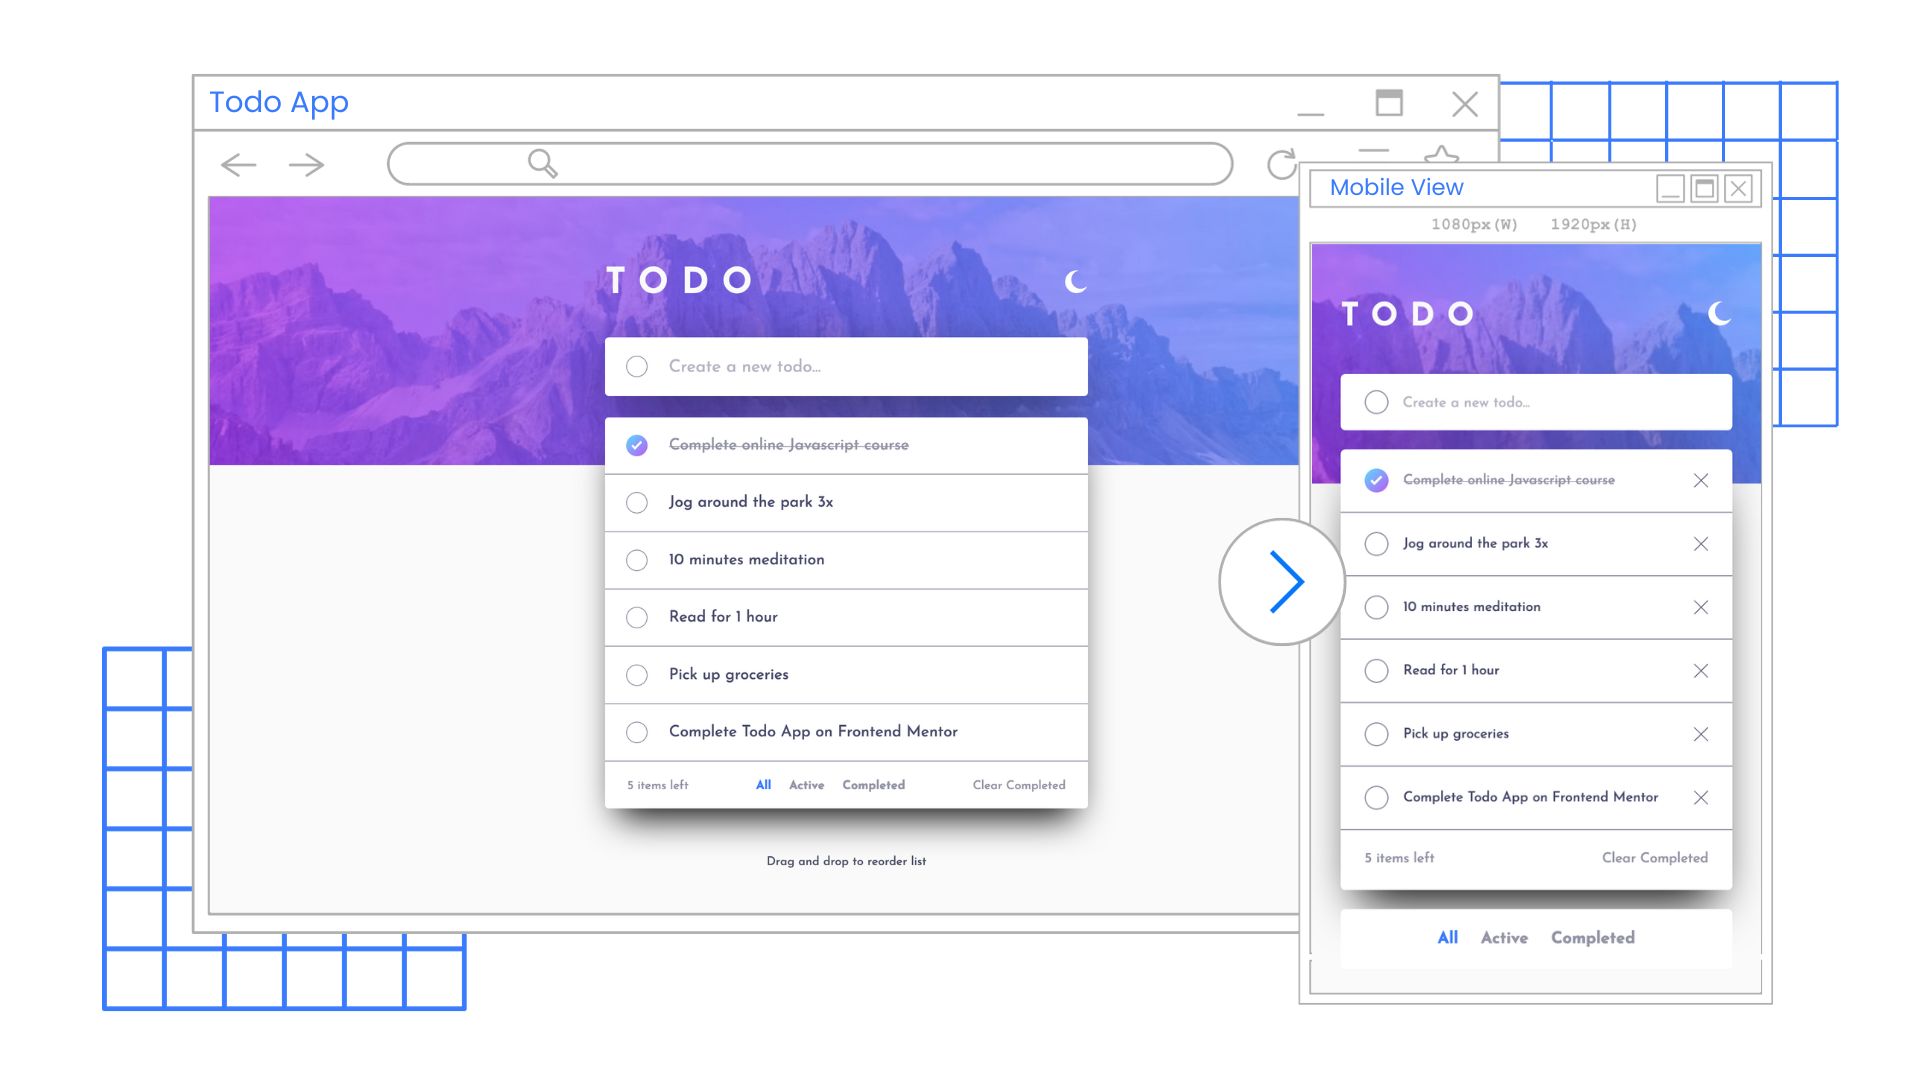 Todo App
TODO
Create a new todo...
Complete online Javascript course
Jog around the park 3x
10 minutes meditation
Read for 1 hour
Pick up groceries
Complete Todo App on Frontend Mentor
5 items left All Active Completed Clear Completed
Drag and drop to reorder list
Mobile View
1080px(W) 1920px(H)
TODO
Create a new todo...
Complete online Javascript course
Jog around the park 3x
10 minutes meditation
Read for 1 hour
Pick up groceries
Complete Todo App on Frontend Mentor
5 items left Clear Completed
All Active Completed